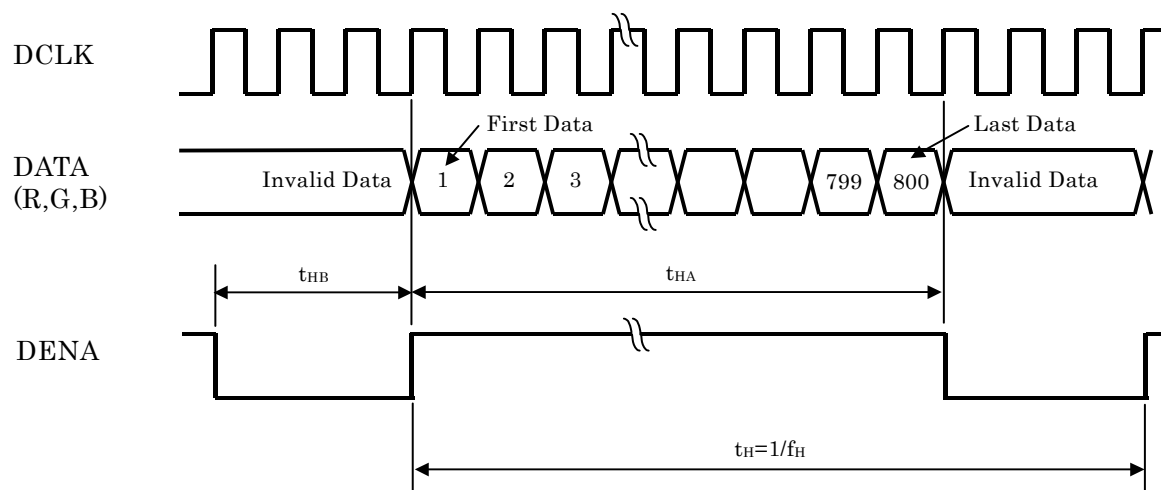 DCLK
First Data
Last Data
DATA
(R,G,B)
Invalid Data
1
2
3
799
800
Invalid Data
tHB
tHA
DENA
tH=1/fH